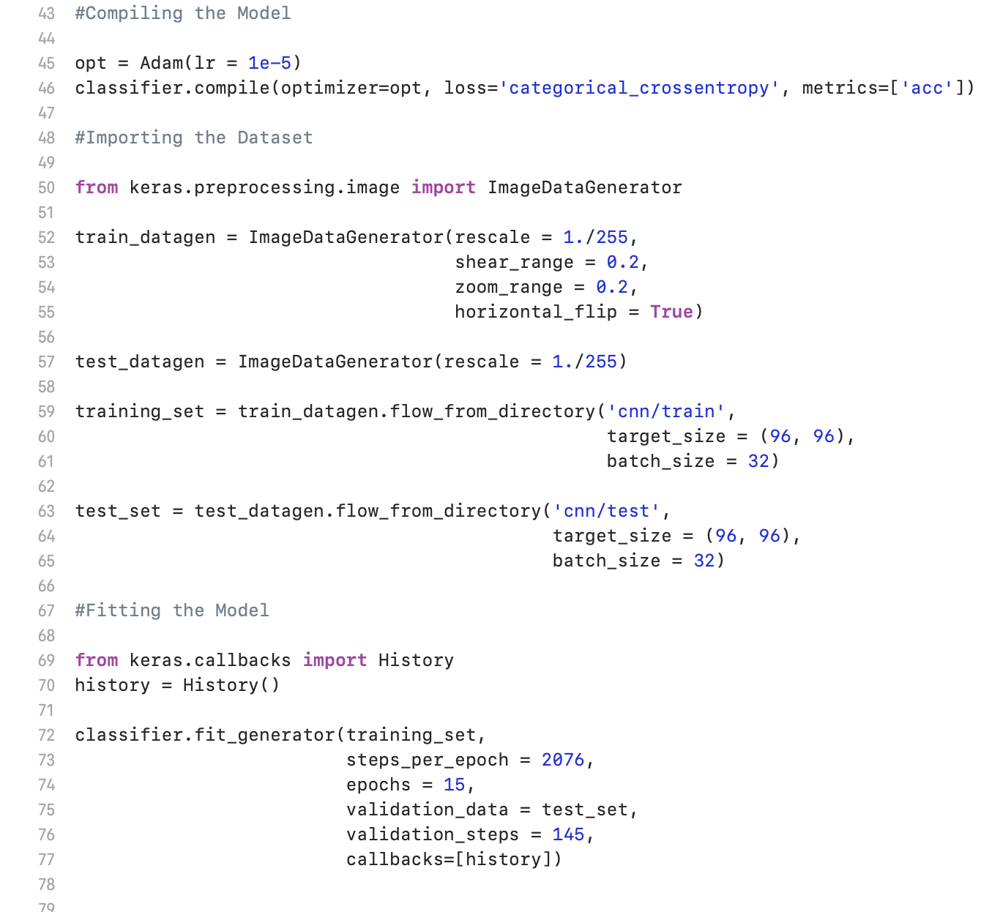 43 #Compiling the Model
44
45 opt = Adam(lr = 1e-5)
46 classifier.compile(optimizer=opt, loss='categorical_crossentropy', metrics=['acc'])
47
48 #Importing the Dataset
49
50 from keras.preprocessing.image import ImageDataGenerator
51
52 train_datagen = ImageDataGenerator(rescale = 1./255,
53                                    shear_range = 0.2,
54                                    zoom_range = 0.2,
55                                    horizontal_flip = True)
56
57 test_datagen = ImageDataGenerator(rescale = 1./255)
58
59 training_set = train_datagen.flow_from_directory('cnn/train',
60                                                  target_size = (96, 96),
61                                                  batch_size = 32)
62
63 test_set = test_datagen.flow_from_directory('cnn/test',
64                                             target_size = (96, 96),
65                                             batch_size = 32)
66
67 #Fitting the Model
68
69 from keras.callbacks import History
70 history = History()
71
72 classifier.fit_generator(training_set,
73                          steps_per_epoch = 2076,
74                          epochs = 15,
75                          validation_data = test_set,
76                          validation_steps = 145,
77                          callbacks=[history])
78
79